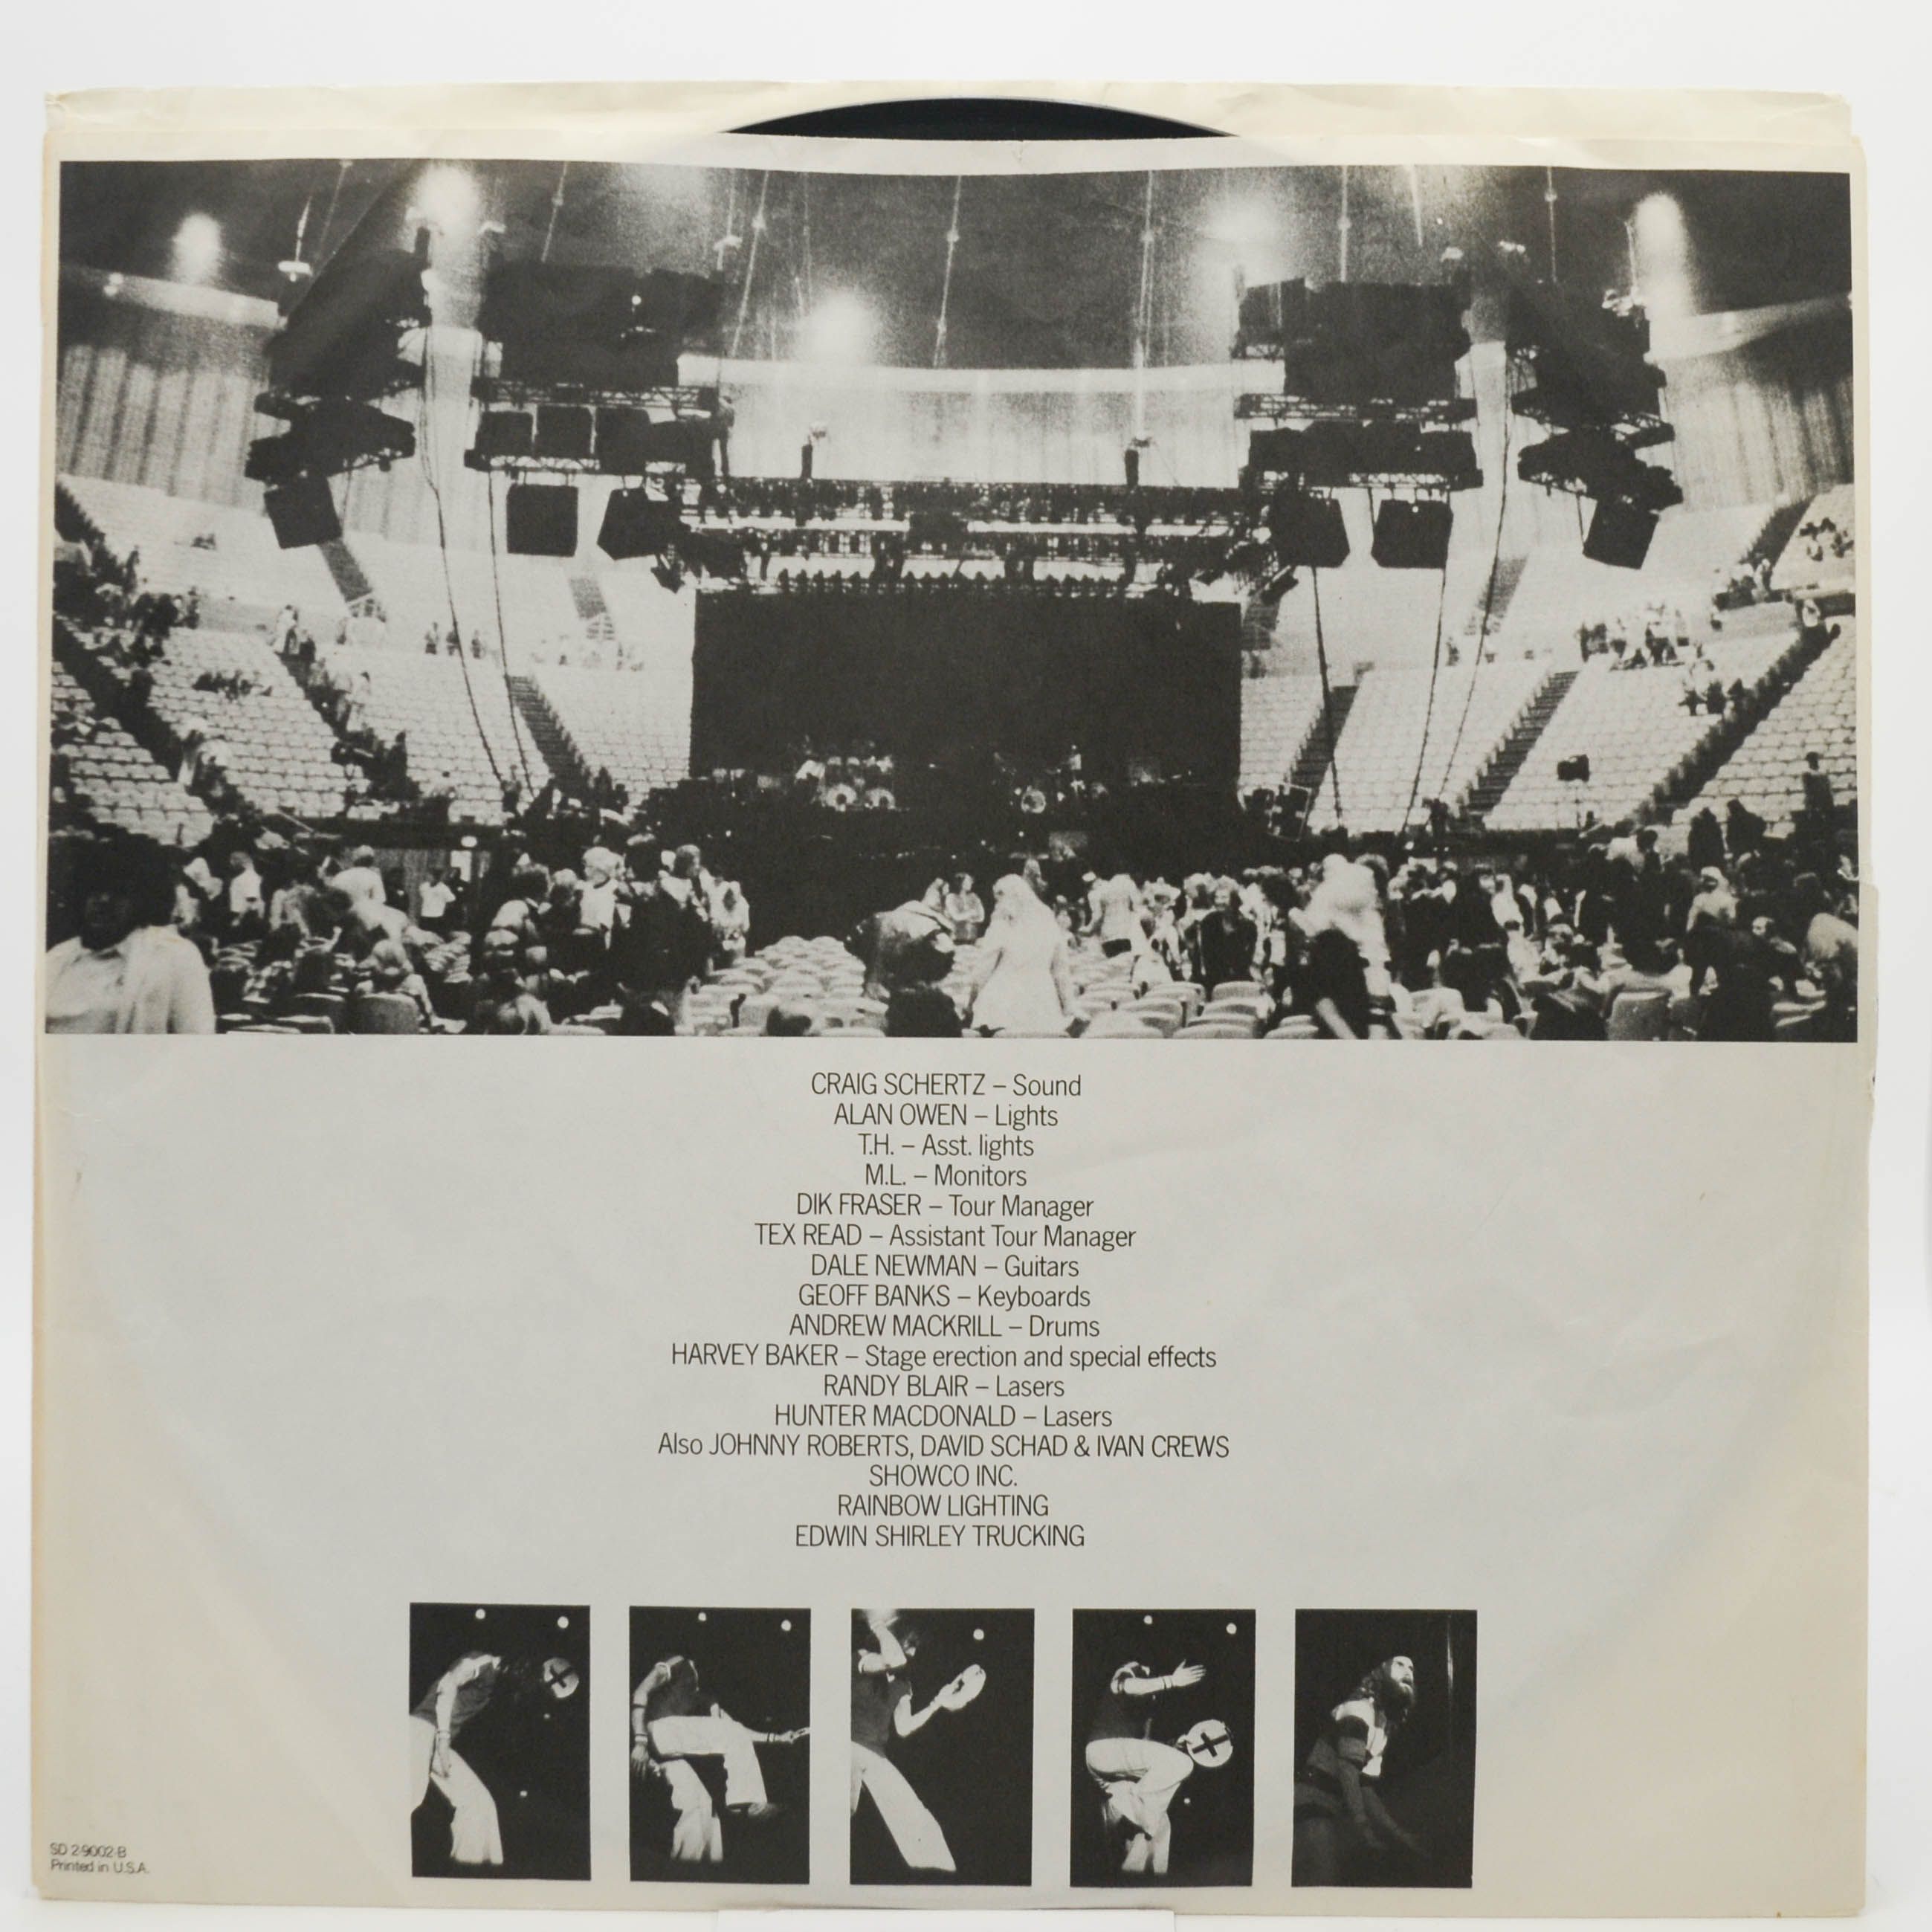 CRAIG SCHERTZ – Sound
ALAN OWEN – Lights
T.H. – Asst. lights
M.L. – Monitors
DIK FRASER – Tour Manager
TEX READ – Assistant Tour Manager
DALE NEWMAN – Guitars
GEOFF BANKS – Keyboards
ANDREW MACKRILL – Drums
HARVEY BAKER – Stage erection and special effects
RANDY BLAIR – Lasers
HUNTER MACDONALD – Lasers
Also JOHNNY ROBERTS, DAVID SCHAD & IVAN CREWS
SHOWCO INC.
RAINBOW LIGHTING
EDWIN SHIRLEY TRUCKING
SD 2-9002-B
Printed in U.S.A.